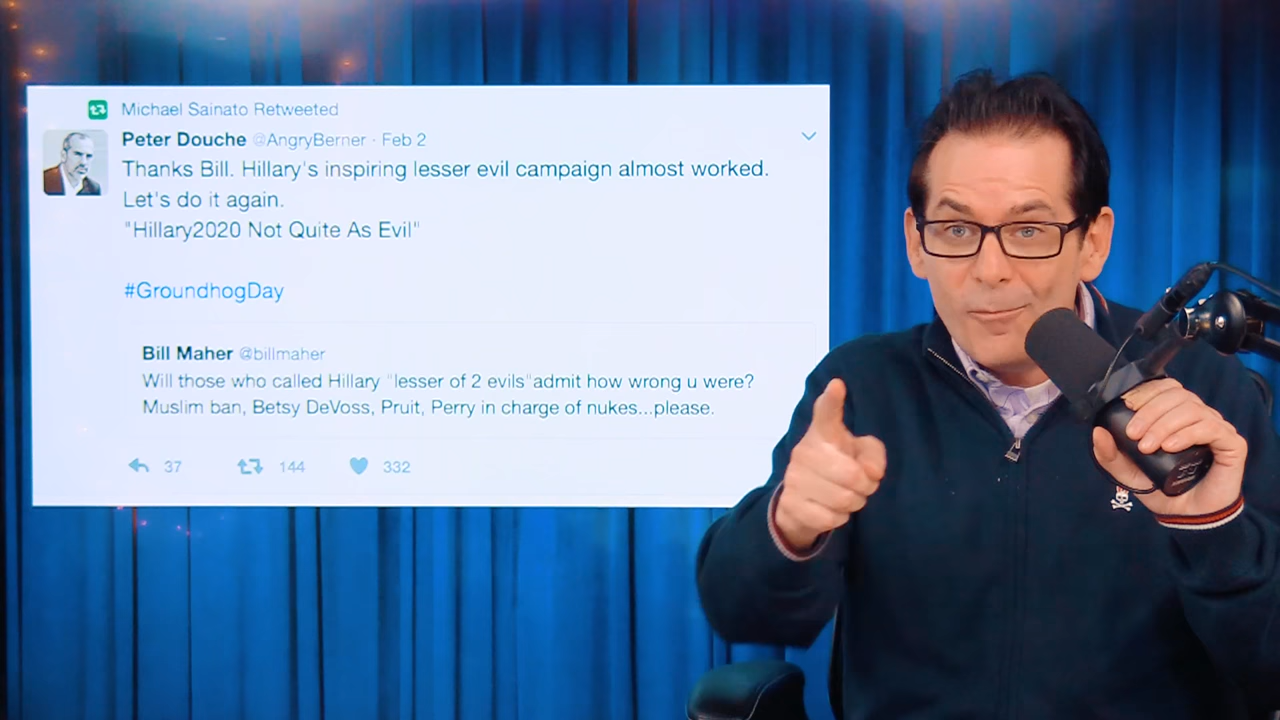 Michael Sainato Retweeted
Peter Douche @AngryBerner · Feb 2
Thanks Bill. Hillary's inspiring lesser evil campaign almost worked.
Let's do it again.
"Hillary2020 Not Quite As Evil"
#GroundhogDay
Bill Maher @billmaher
Will those who called Hillary "lesser of 2 evils"admit how wrong u were?
Muslim ban, Betsy DeVoss, Pruit, Perry in charge of nukes...please.
37 144 332